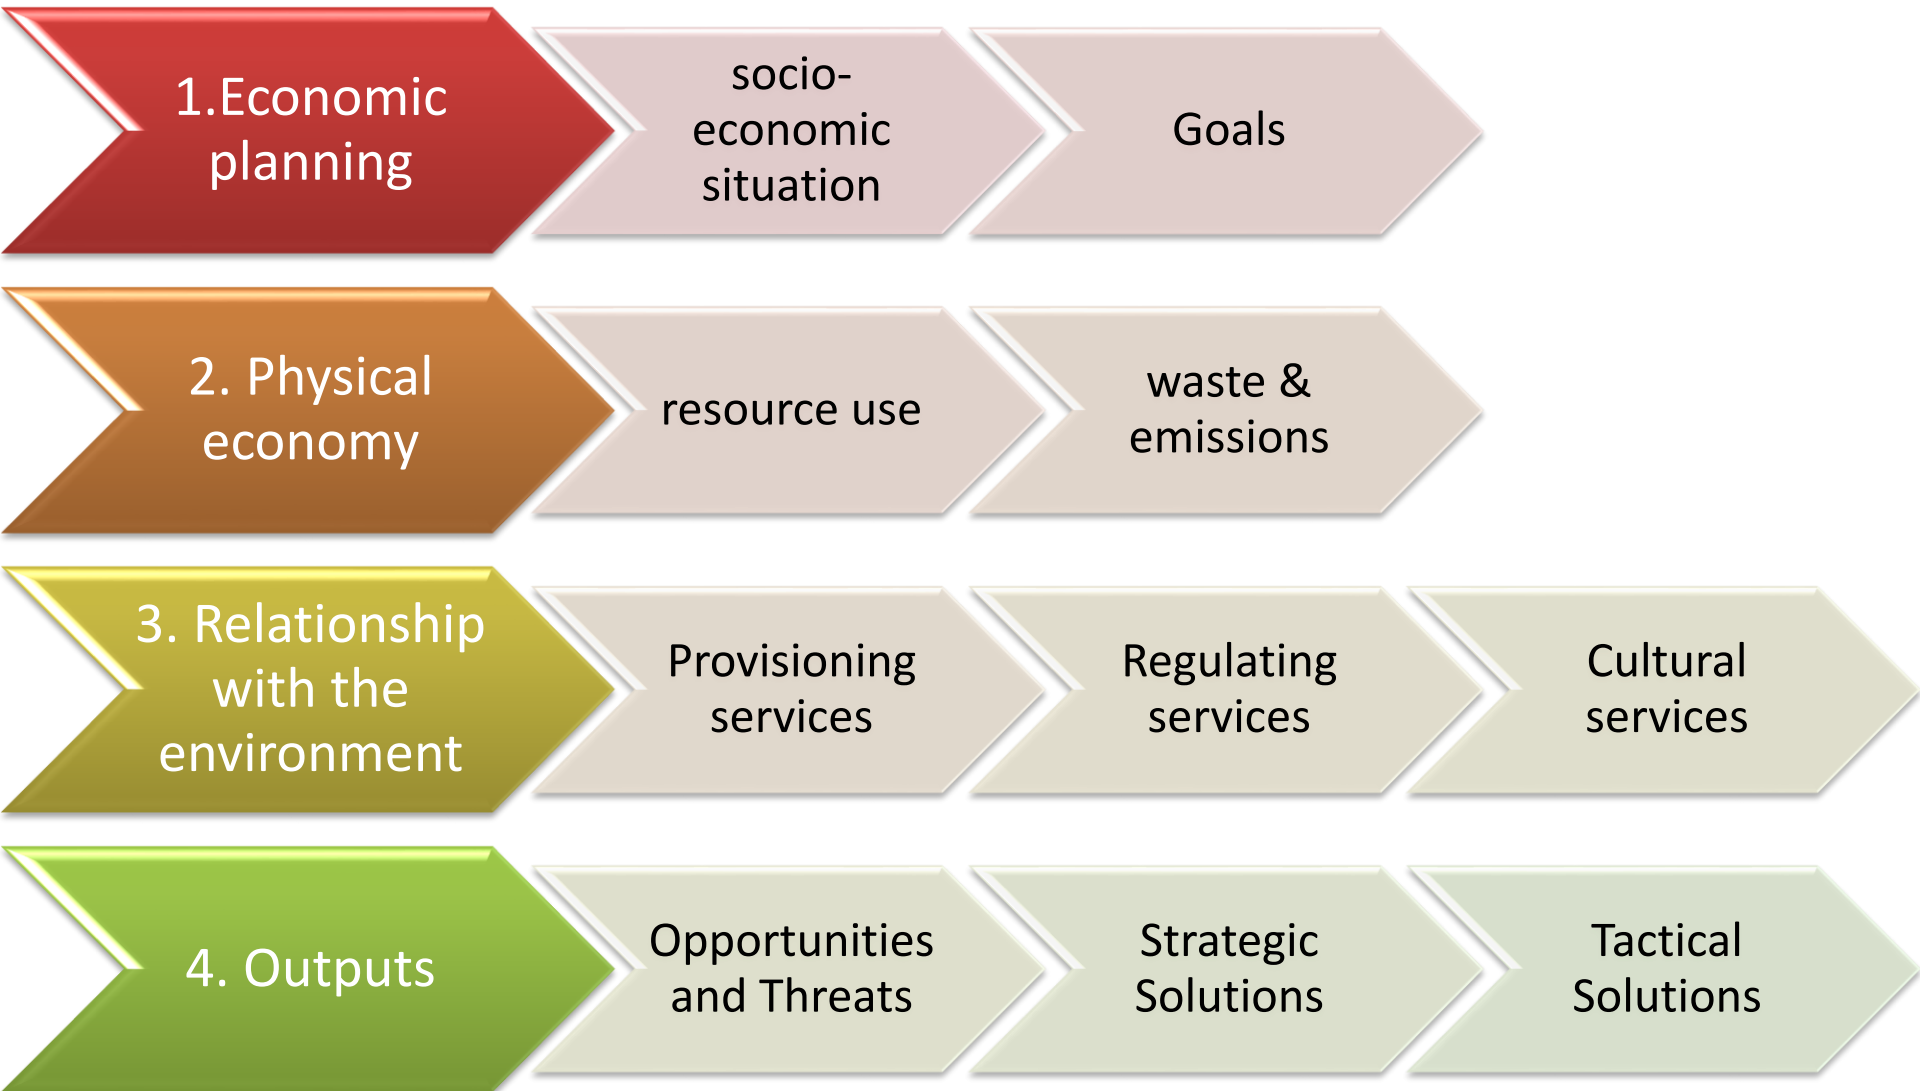 1.Economic
planning
socio-
economic
situation
Goals
2. Physical
economy
resource use
waste &
emissions
3. Relationship
with the
environment
Provisioning
services
Regulating
services
Cultural
services
4. Outputs
Opportunities
and Threats
Strategic
Solutions
Tactical
Solutions